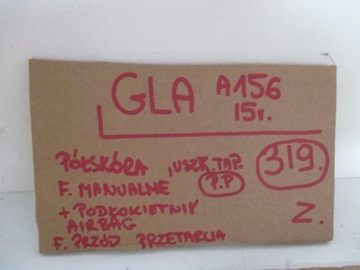 GLA A156
15r.
PÓŁSKÓRA , USZK. TAP. 319.
F. MANUALNE P.P
+ PODŁOKIETNIK Z.
AIRBAG
F. PRZÓD PRZETARCIA